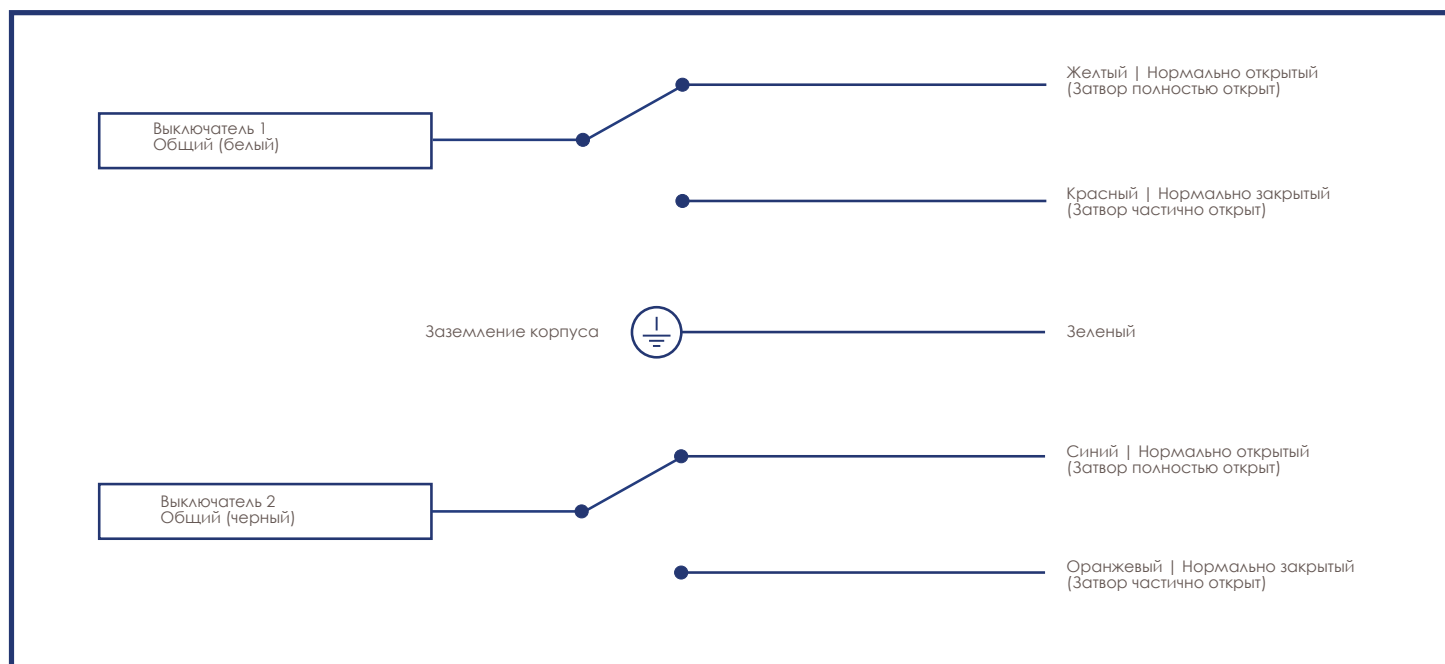 Желтый | Нормально открытый
(Затвор полностью открыт)
Выключатель 1
Общий (белый)
Красный | Нормально закрытый
(Затвор частично открыт)
Заземление корпуса
Зеленый
Синий | Нормально открытый
(Затвор полностью открыт)
Выключатель 2
Общий (черный)
Оранжевый | Нормально закрытый
(Затвор частично открыт)